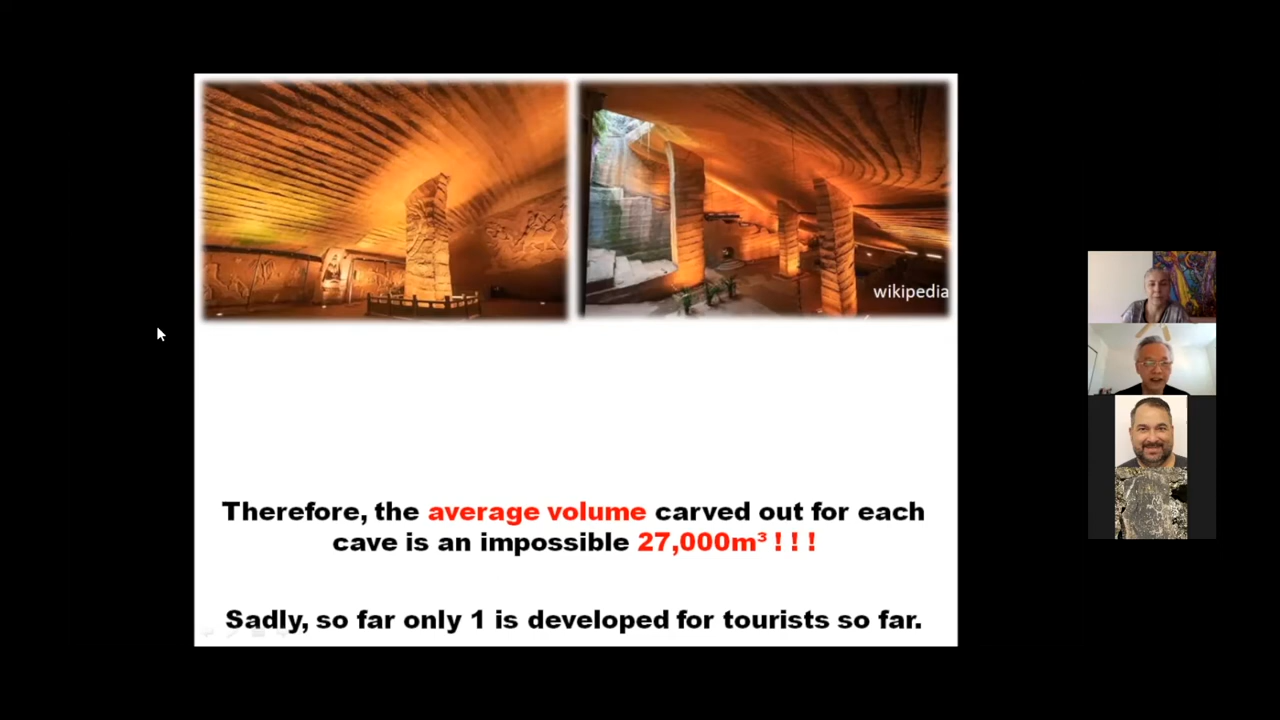 wikipedia
Therefore, the average volume carved out for each
cave is an impossible 27,000m³ ! ! !
Sadly, so far only 1 is developed for tourists so far.